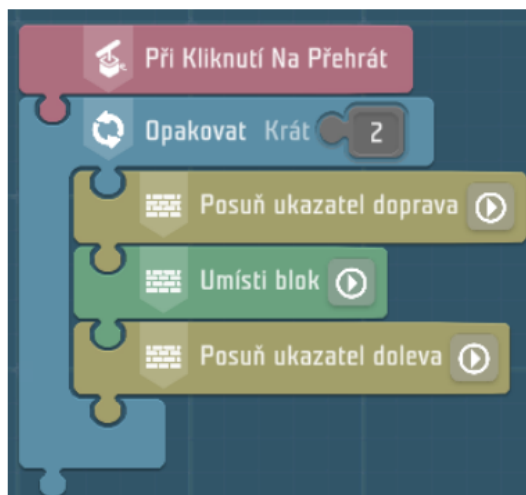 Při Kliknutí Na Přehrát
Opakovat Krát 2
Posuň ukazatel doprava
Umísti blok
Posuň ukazatel doleva